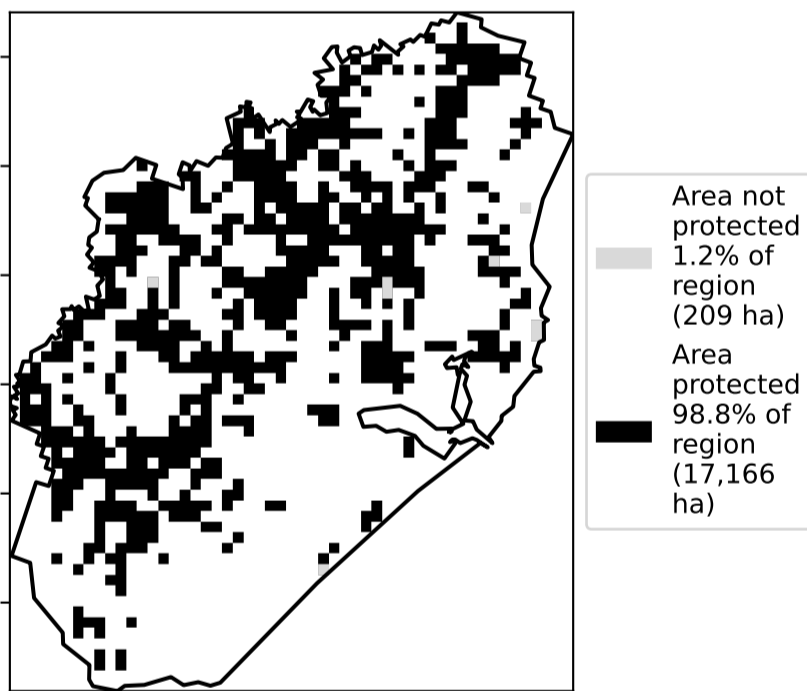 Area not
protected
1.2% of
region
(209 ha)
Area
protected
98.8% of
region
(17,166
ha)